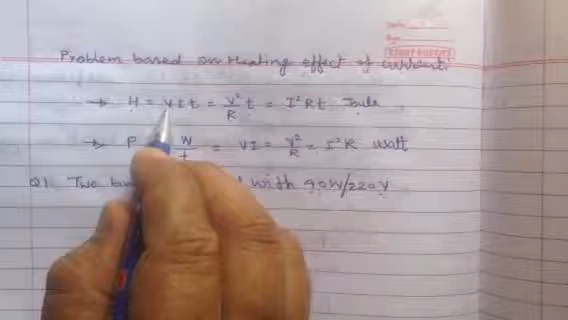 Problem based on Heating effect of current.
→ H = VIt = V²/R t = I²Rt Joule
→ P W/t = VI = V²/R = I²R watt
Q1. Two with 90W/220V